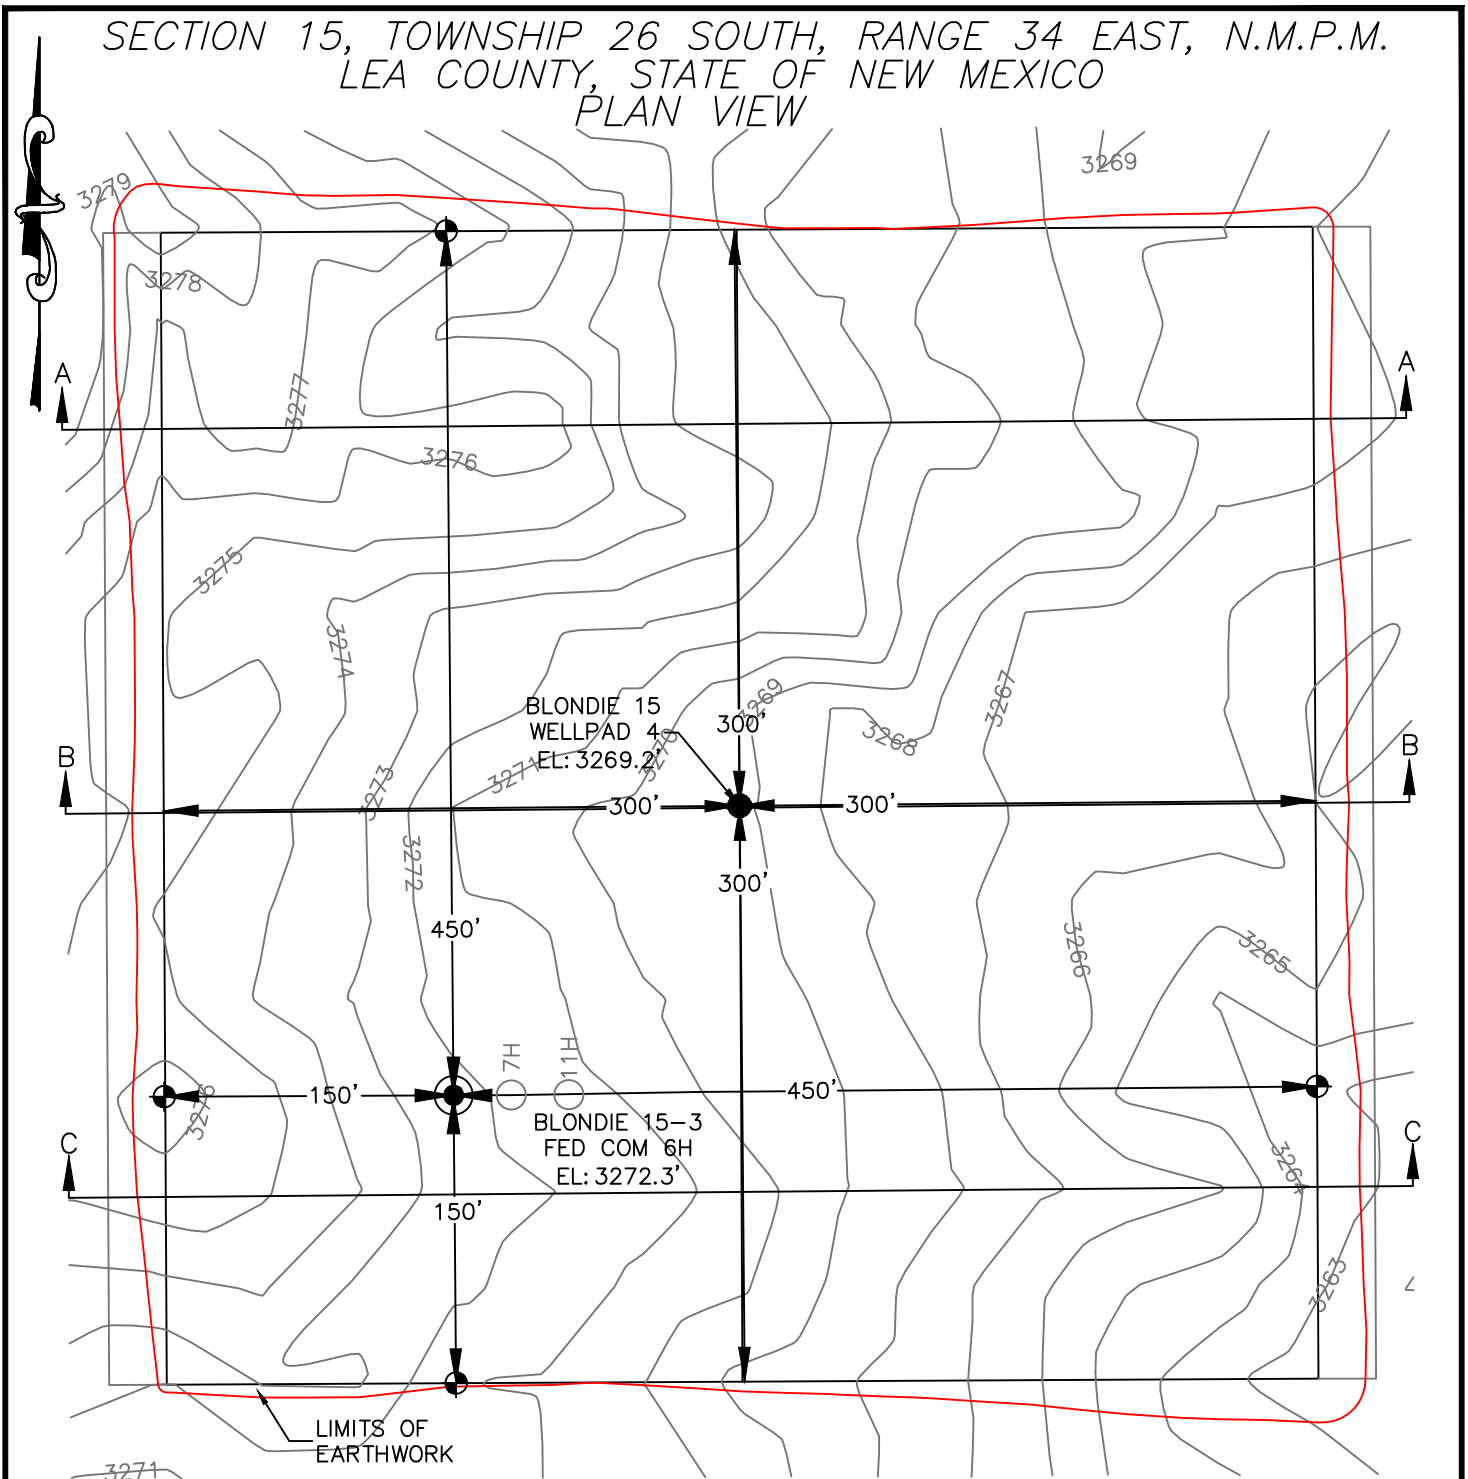 SECTION 15, TOWNSHIP 26 SOUTH, RANGE 34 EAST, N.M.P.M.
LEA COUNTY, STATE OF NEW MEXICO
PLAN VIEW
3269
3279
3278
A
A
3277
3276
3275
3274
3267
3269
BLONDIE 15
WELLPAD 4
EL: 3269.2'
300'
3268
3270
B
B
3271
3273
300'
300'
3272
300'
450'
3266
3265
7H
11H
150'
450'
3276
BLONDIE 15-3
FED COM 6H
EL: 3272.3'
C
C
3264
150'
3263
LIMITS OF
EARTHWORK
3271